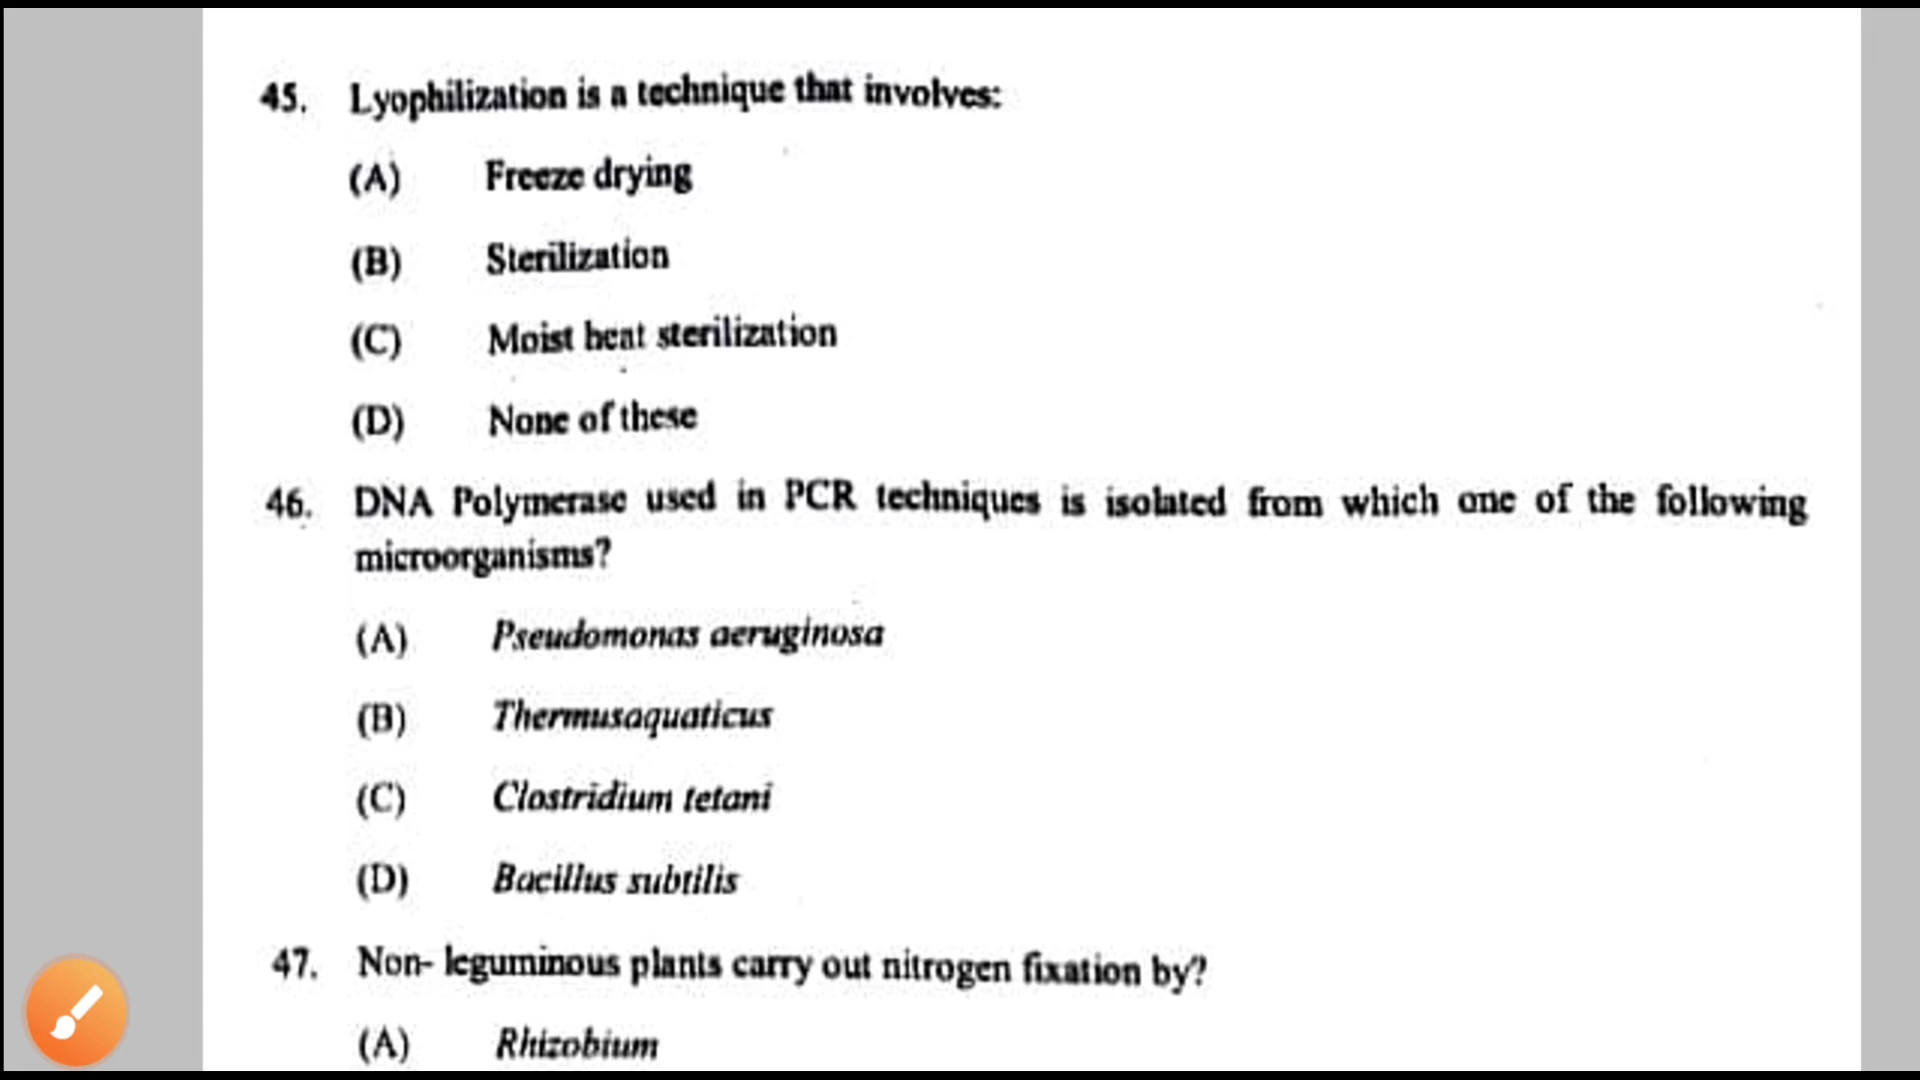 45. Lyophilization is a technique that involves:
(A) Freeze drying
(B) Sterilization
(C) Moist heat sterilization
(D) None of these
46. DNA Polymerase used in PCR techniques is isolated from which one of the following
microorganisms?
(A) Pseudomonas aeruginosa
(B) Thermusaquaticus
(C) Clostridium tetani
(D) Bacillus subtilis
47. Non- leguminous plants carry out nitrogen fixation by?
(A) Rhizobium